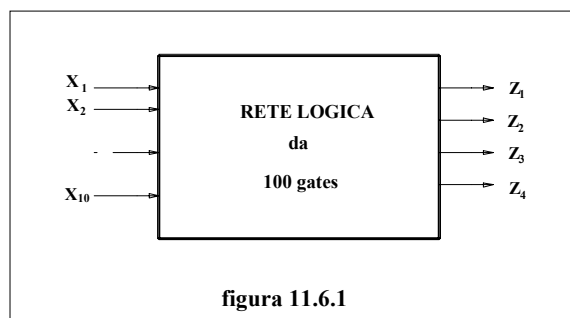 X1
X2
-
X10
RETE LOGICA
da
100 gates
Z1
Z2
Z3
Z4
figura 11.6.1